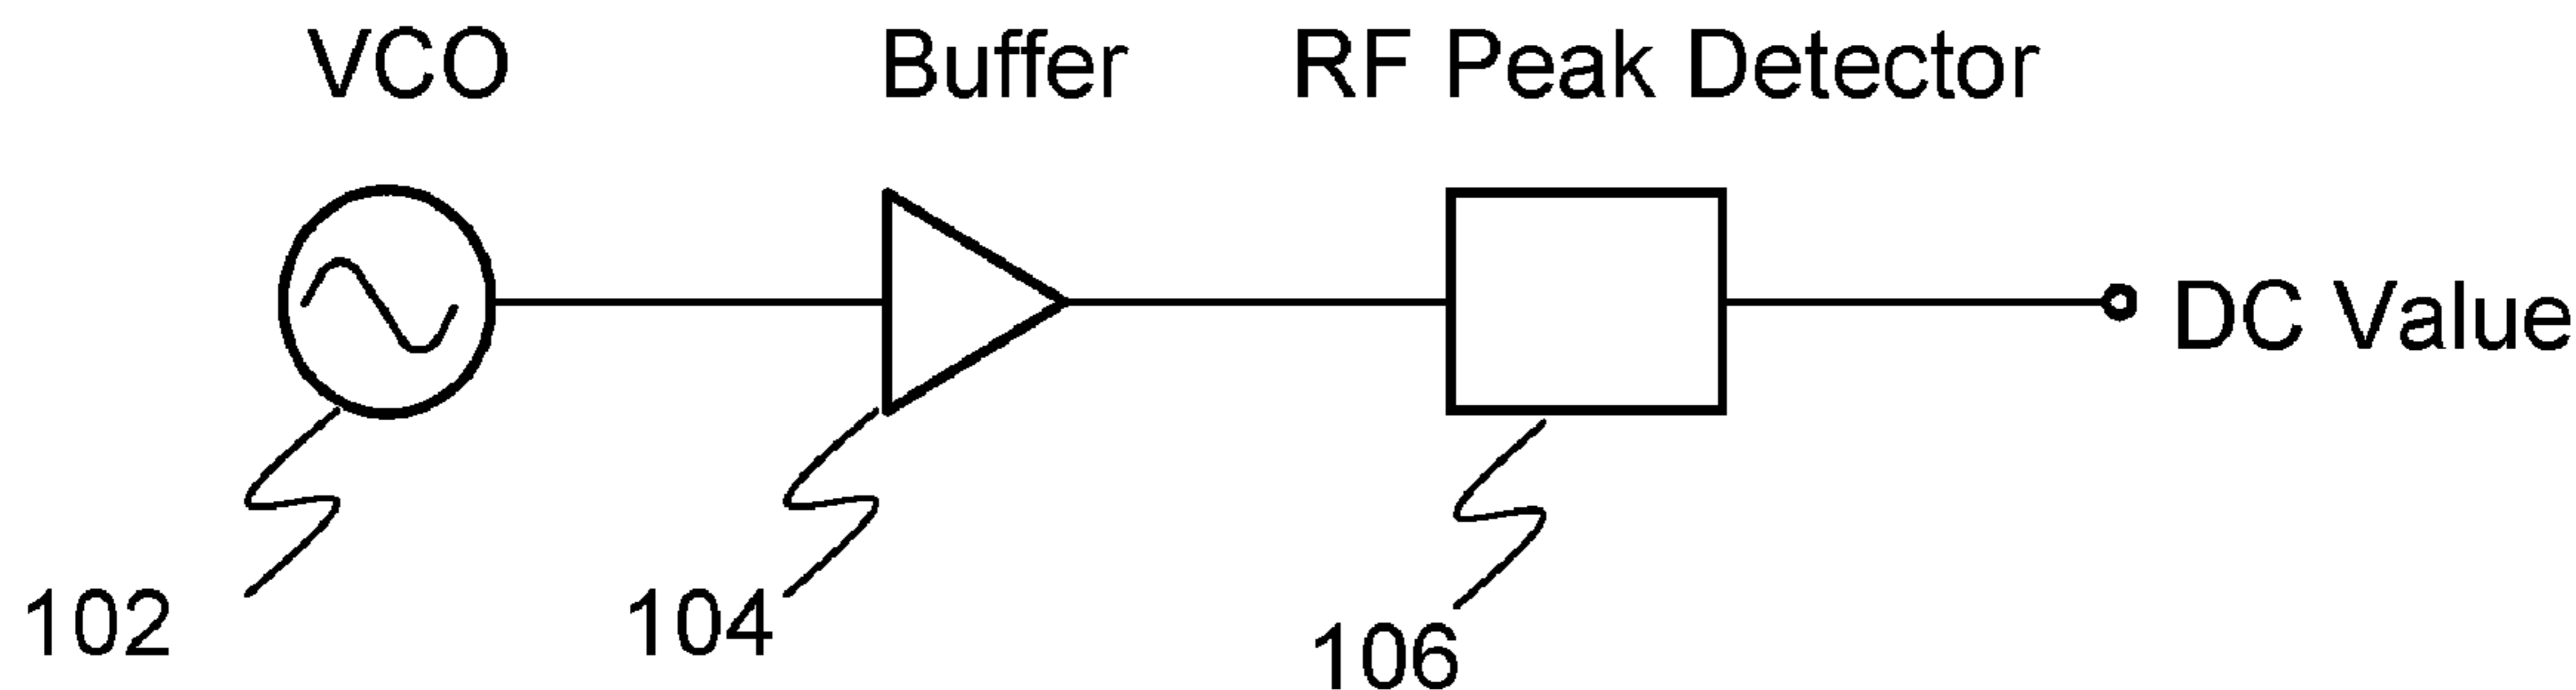 VCO
Buffer
RF Peak Detector
DC Value
102
104
106